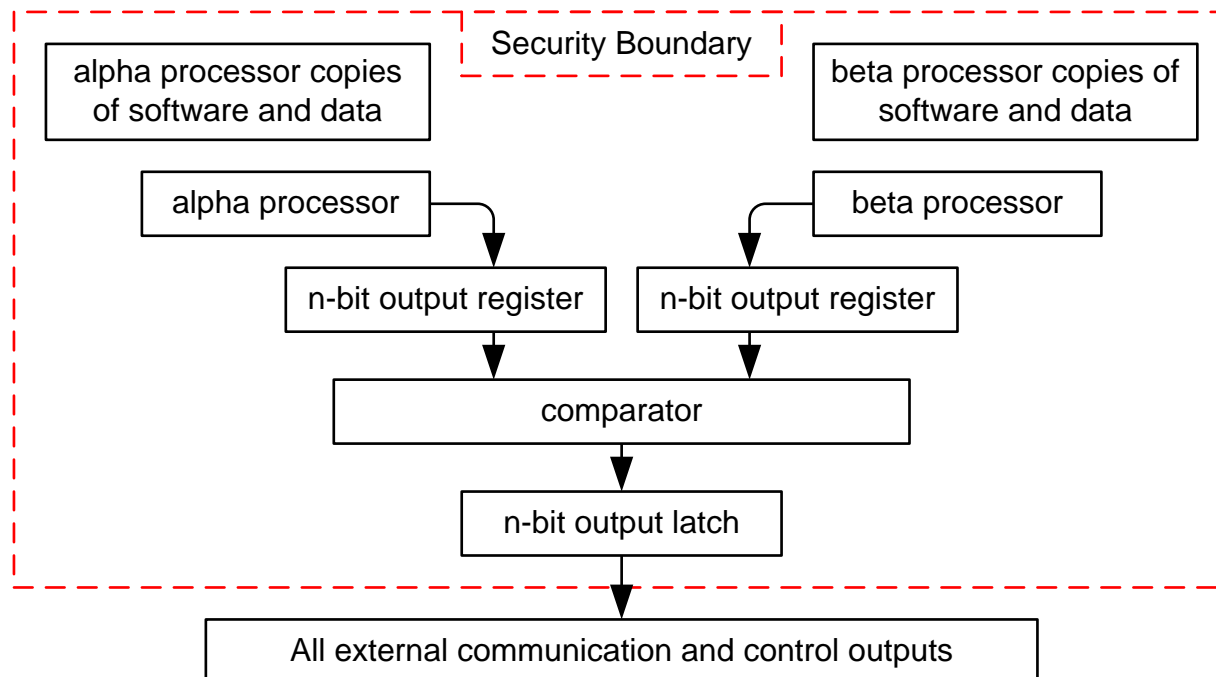 Security Boundary
alpha processor copies
of software and data
beta processor copies of
software and data
alpha processor
beta processor
n-bit output register
n-bit output register
comparator
n-bit output latch
All external communication and control outputs